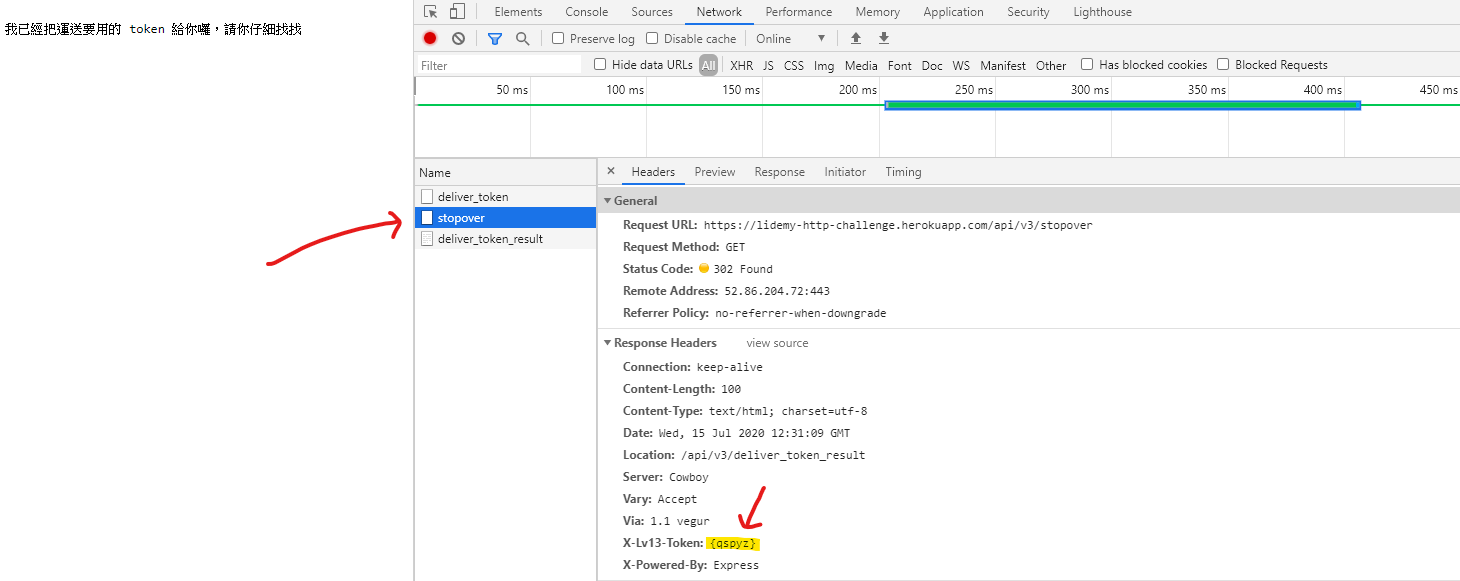 我已經把運送要用的 token 給你囉，請你仔細找找
Elements Console Sources Network Performance Memory Application Security Lighthouse
Preserve log Disable cache Online
Filter Hide data URLs All XHR JS CSS Img Media Font Doc WS Manifest Other Has blocked cookies Blocked Requests
50 ms 100 ms 150 ms 200 ms 250 ms 300 ms 350 ms 400 ms 450 ms
Name
deliver_token
stopover
deliver_token_result
× Headers Preview Response Initiator Timing
General
Request URL: https://lidemy-http-challenge.herokuapp.com/api/v3/stopover
Request Method: GET
Status Code: 302 Found
Remote Address: 52.86.204.72:443
Referrer Policy: no-referrer-when-downgrade
Response Headers view source
Connection: keep-alive
Content-Length: 100
Content-Type: text/html; charset=utf-8
Date: Wed, 15 Jul 2020 12:31:09 GMT
Location: /api/v3/deliver_token_result
Server: Cowboy
Vary: Accept
Via: 1.1 vegur
X-Lv13-Token: {qspyz}
X-Powered-By: Express